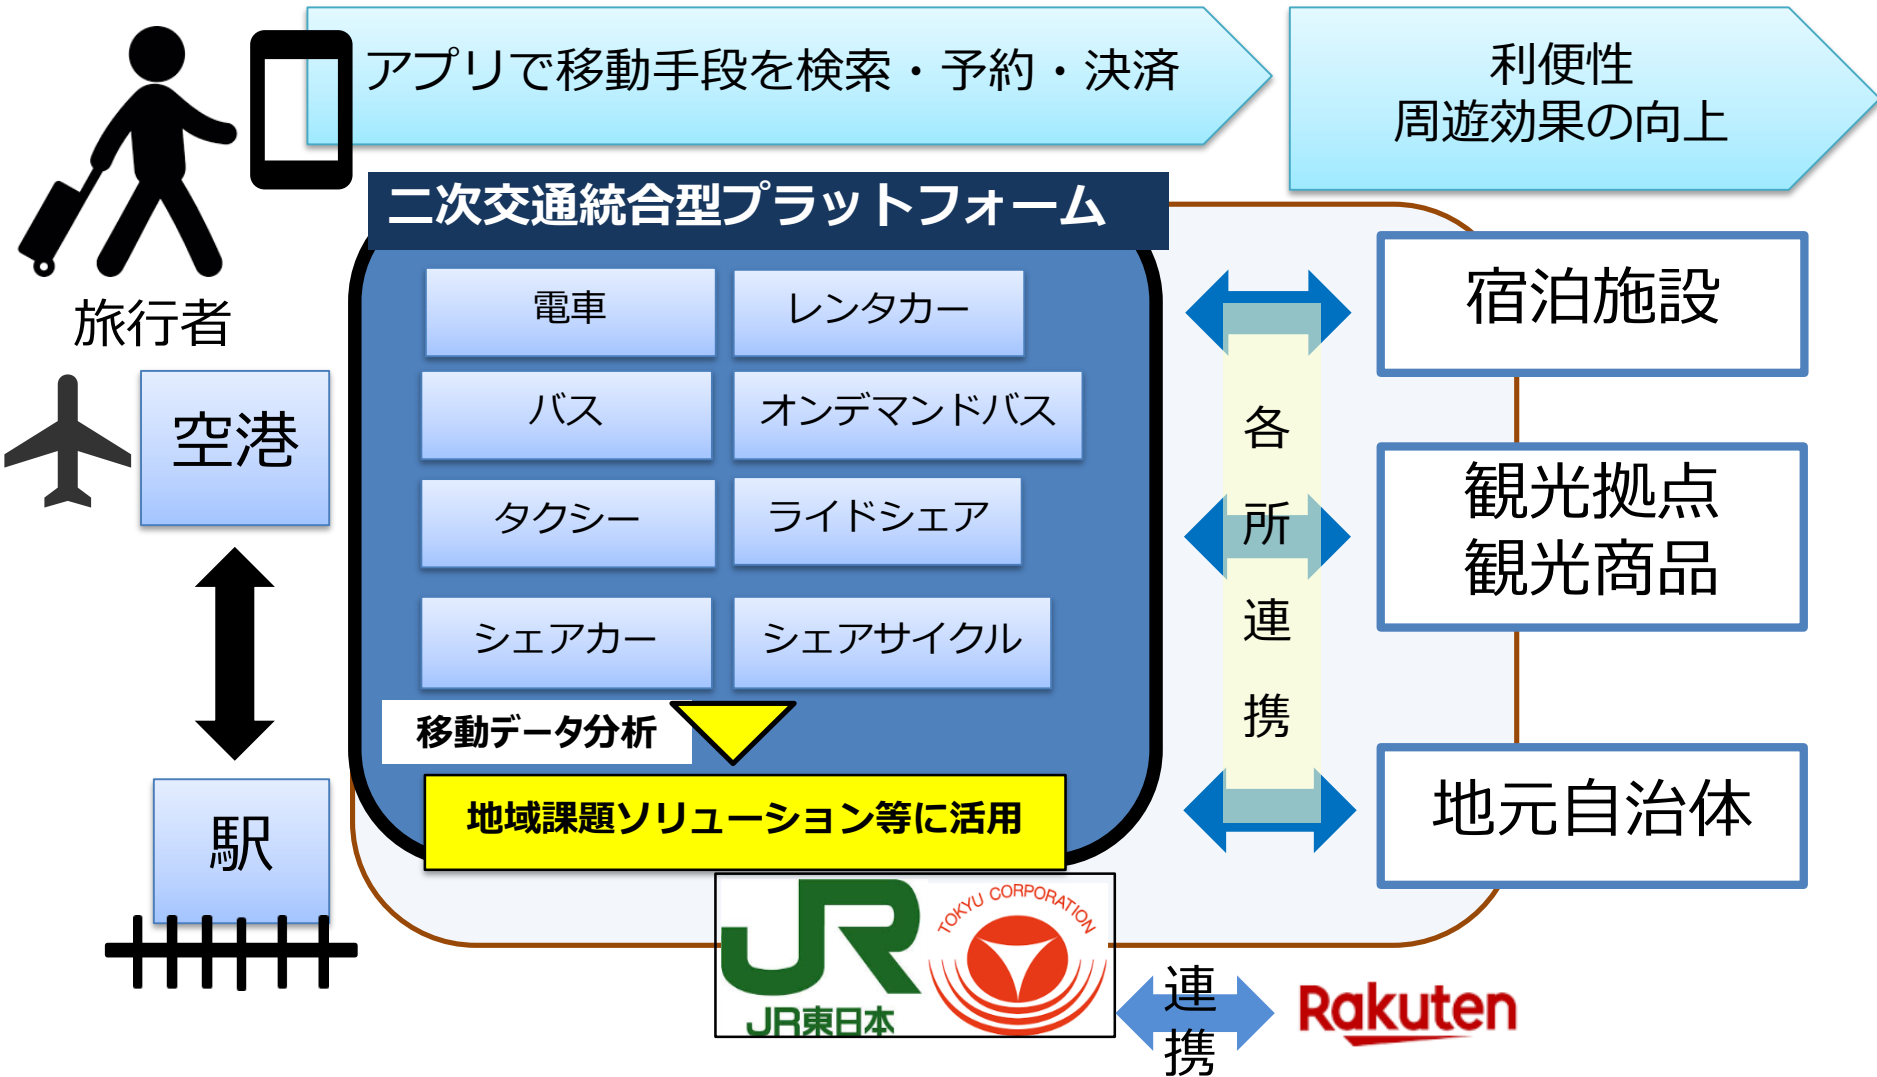 アプリで移動手段を検索・予約・決済
利便性
周遊効果の向上
旅行者
空港
駅
二次交通統合型プラットフォーム
電車
レンタカー
バス
オンデマンドバス
タクシー
ライドシェア
シェアカー
シェアサイクル
移動データ分析
地域課題ソリューション等に活用
各所連携
宿泊施設
観光拠点
観光商品
地元自治体
JR
JR東日本
TOKYU CORPORATION
連携
Rakuten